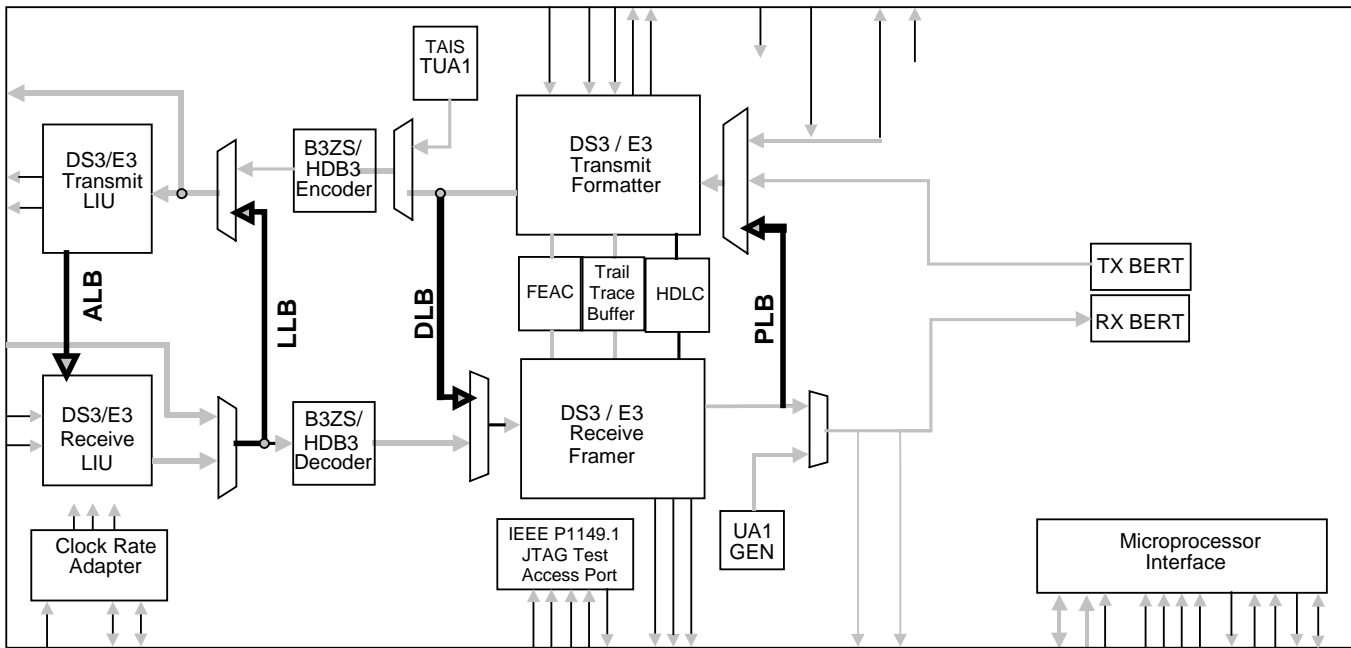 TAIS
TUA1
DS3/E3
Transmit
LIU
B3ZS/
HDB3
Encoder
DS3 / E3
Transmit
Formatter
ALB
LLB
DLB
FEAC
Trail
Trace
Buffer
HDLC
PLB
TX BERT
RX BERT
DS3/E3
Receive
LIU
B3ZS/
HDB3
Decoder
DS3 / E3
Receive
Framer
Clock Rate
Adapter
IEEE P1149.1
JTAG Test
Access Port
UA1
GEN
Microprocessor
Interface